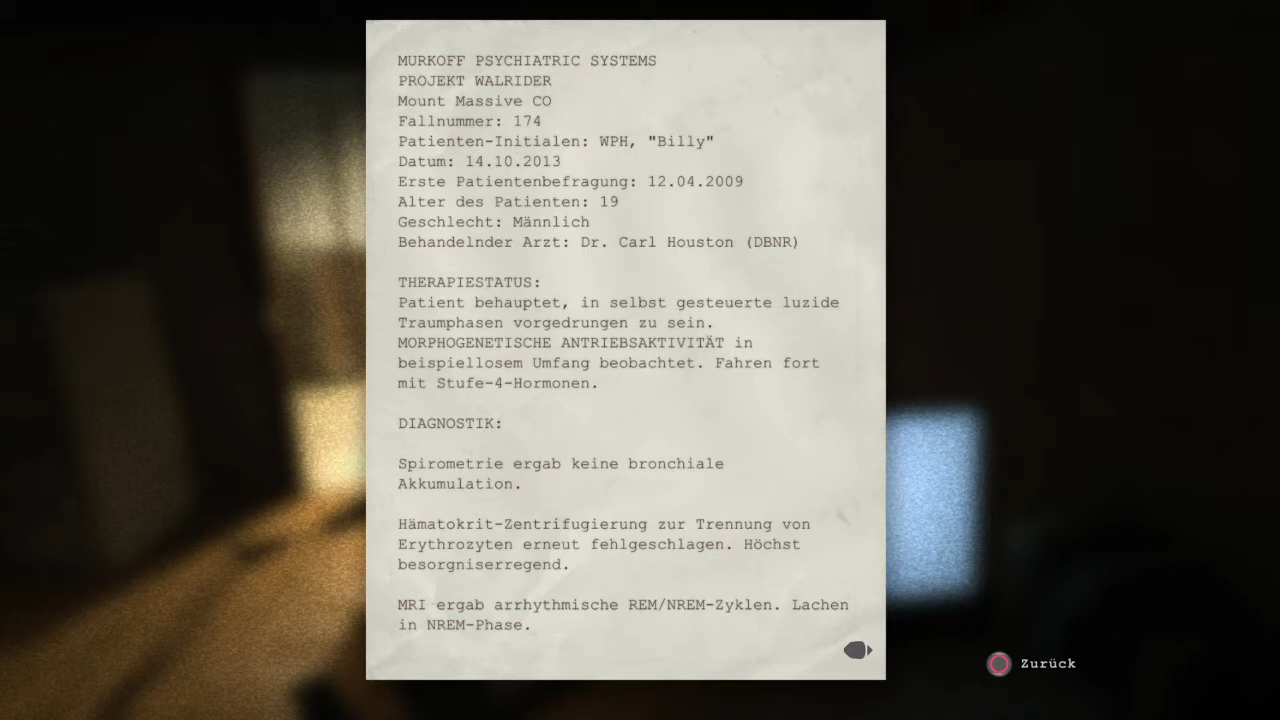 MURKOFF PSYCHIATRIC SYSTEMS
PROJEKT WALRIDER
Mount Massive CO
Fallnummer: 174
Patienten-Initialen: WPH, "Billy"
Datum: 14.10.2013
Erste Patientenbefragung: 12.04.2009
Alter des Patienten: 19
Geschlecht: Männlich
Behandelnder Arzt: Dr. Carl Houston (DBNR)
THERAPIESTATUS:
Patient behauptet, in selbst gesteuerte luzide
Traumphasen vorgedrungen zu sein.
MORPHOGENETISCHE ANTRIEBSAKTIVITÄT in
beispiellosem Umfang beobachtet. Fahren fort
mit Stufe-4-Hormonen.
DIAGNOSTIK:
Spirometrie ergab keine bronchiale
Akkumulation.
Hämatokrit-Zentrifugierung zur Trennung von
Erythrozyten erneut fehlgeschlagen. Höchst
besorgniserregend.
MRI ergab arrhythmische REM/NREM-Zyklen. Lachen
in NREM-Phase.
Zurück